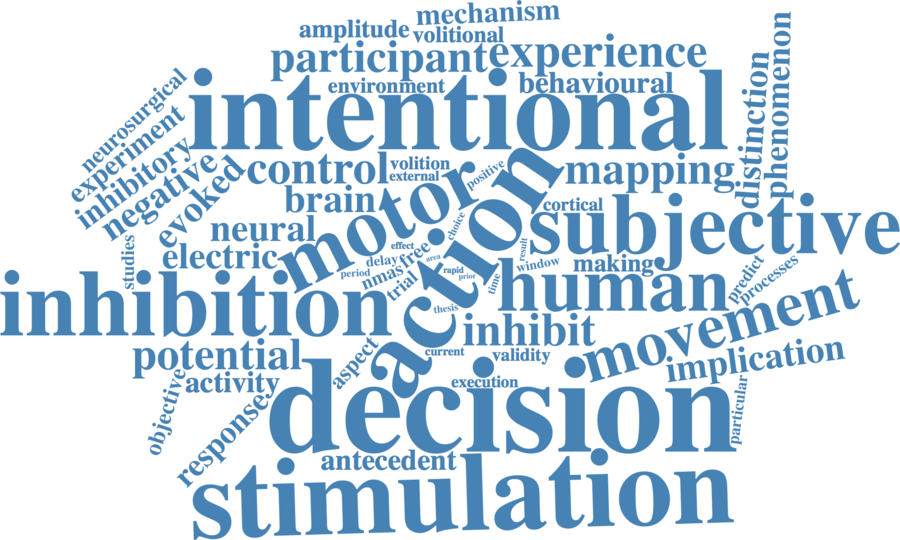 mechanism
amplitude
volitional
participant
experience
environment
behavioural
intentional
neurosurgical
experiment
inhibitory
negative
evoked
distinction
phenomenon
control
volition
external
positive
mapping
brain
motor
action
choice
cortical
subjective
neural
electric
studies
effect
free
delay
area
nmas
period
trial
rapid
prior
time
result
window
making
predict
processes
inhibition
human
thesis
inhibit
movement
implication
potential
aspect
current
validity
activity
objective
execution
response
decision
particular
antecedent
stimulation